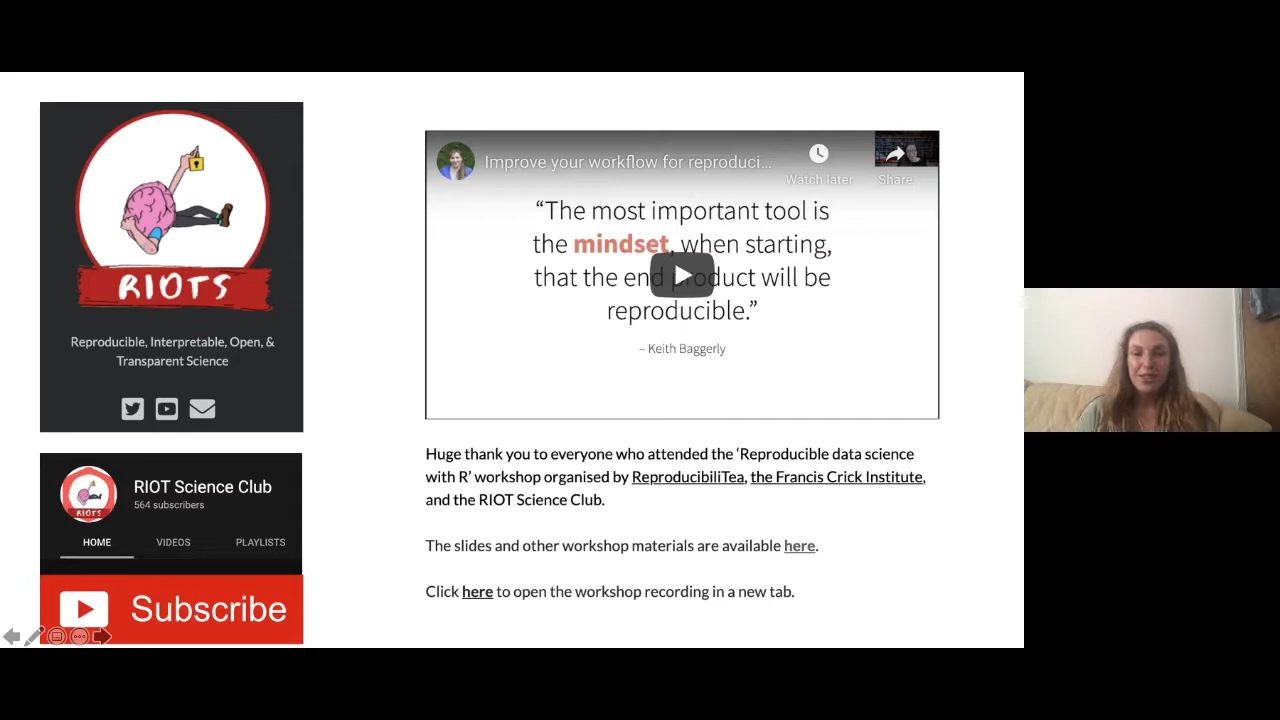 RIOTS
Reproducible, Interpretable, Open, &
Transparent Science
RIOT Science Club
564 subscribers
RIOTS
HOME VIDEOS PLAYLISTS
Subscribe
Improve your workflow for reproduci...
Watch later
Share
“The most important tool is
the mindset, when starting,
that the end product will be
reproducible.”
– Keith Baggerly
Huge thank you to everyone who attended the ‘Reproducible data science
with R’ workshop organised by ReproducibiliTea, the Francis Crick Institute,
and the RIOT Science Club.
The slides and other workshop materials are available here.
Click here to open the workshop recording in a new tab.